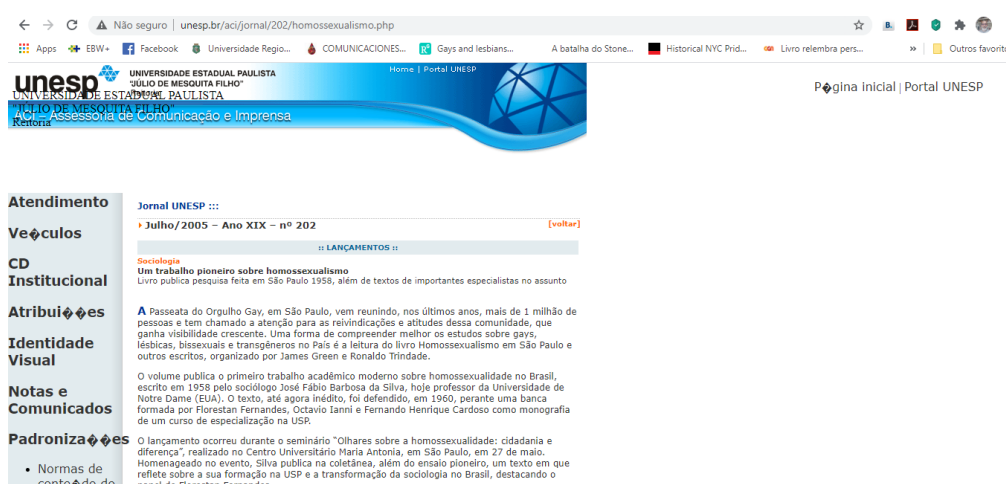 Não seguro | unesp.br/aci/jornal/202/homossexualismo.php
Apps EBW+ Facebook Universidade Regio... COMUNICACIONES... Gays and lesbians... A batalha do Stone... Historical NYC Prid... Livro relembra pers... » Outros favorit
unesp UNIVERSIDADE ESTADUAL PAULISTA
"JÚLIO DE MESQUITA FILHO"
Reitoria
Home | Portal UNESP
UNIVERSIDADE ESTADUAL PAULISTA
"JÚLIO DE MESQUITA FILHO"
Reitoria
ACI – Assessoria de Comunicação e Imprensa
P�gina inicial | Portal UNESP
Atendimento
Ve�culos
CD
Institucional
Atribui��es
Identidade
Visual
Notas e
Comunicados
Padroniza��es
• Normas de
conte�do do
Jornal UNESP :::
Julho/2005 – Ano XIX – nº 202 [voltar]
:: LANÇAMENTOS ::
Sociologia
Um trabalho pioneiro sobre homossexualismo
Livro publica pesquisa feita em São Paulo 1958, além de textos de importantes especialistas no assunto
A Passeata do Orgulho Gay, em São Paulo, vem reunindo, nos últimos anos, mais de 1 milhão de
pessoas e tem chamado a atenção para as reivindicações e atitudes dessa comunidade, que
ganha visibilidade crescente. Uma forma de compreender melhor os estudos sobre gays,
lésbicas, bissexuais e transgêneros no País é a leitura do livro Homossexualismo em São Paulo e
outros escritos, organizado por James Green e Ronaldo Trindade.
O volume publica o primeiro trabalho acadêmico moderno sobre homossexualidade no Brasil,
escrito em 1958 pelo sociólogo José Fábio Barbosa da Silva, hoje professor da Universidade de
Notre Dame (EUA). O texto, até agora inédito, foi defendido, em 1960, perante uma banca
formada por Florestan Fernandes, Octavio Ianni e Fernando Henrique Cardoso como monografia
de um curso de especialização na USP.
O lançamento ocorreu durante o seminário "Olhares sobre a homossexualidade: cidadania e
diferença", realizado no Centro Universitário Maria Antonia, em São Paulo, em 27 de maio.
Homenageado no evento, Silva publica na coletânea, além do ensaio pioneiro, um texto em que
reflete sobre a sua formação na USP e a transformação da sociologia no Brasil, destacando o
papel de Florestan Fernandes